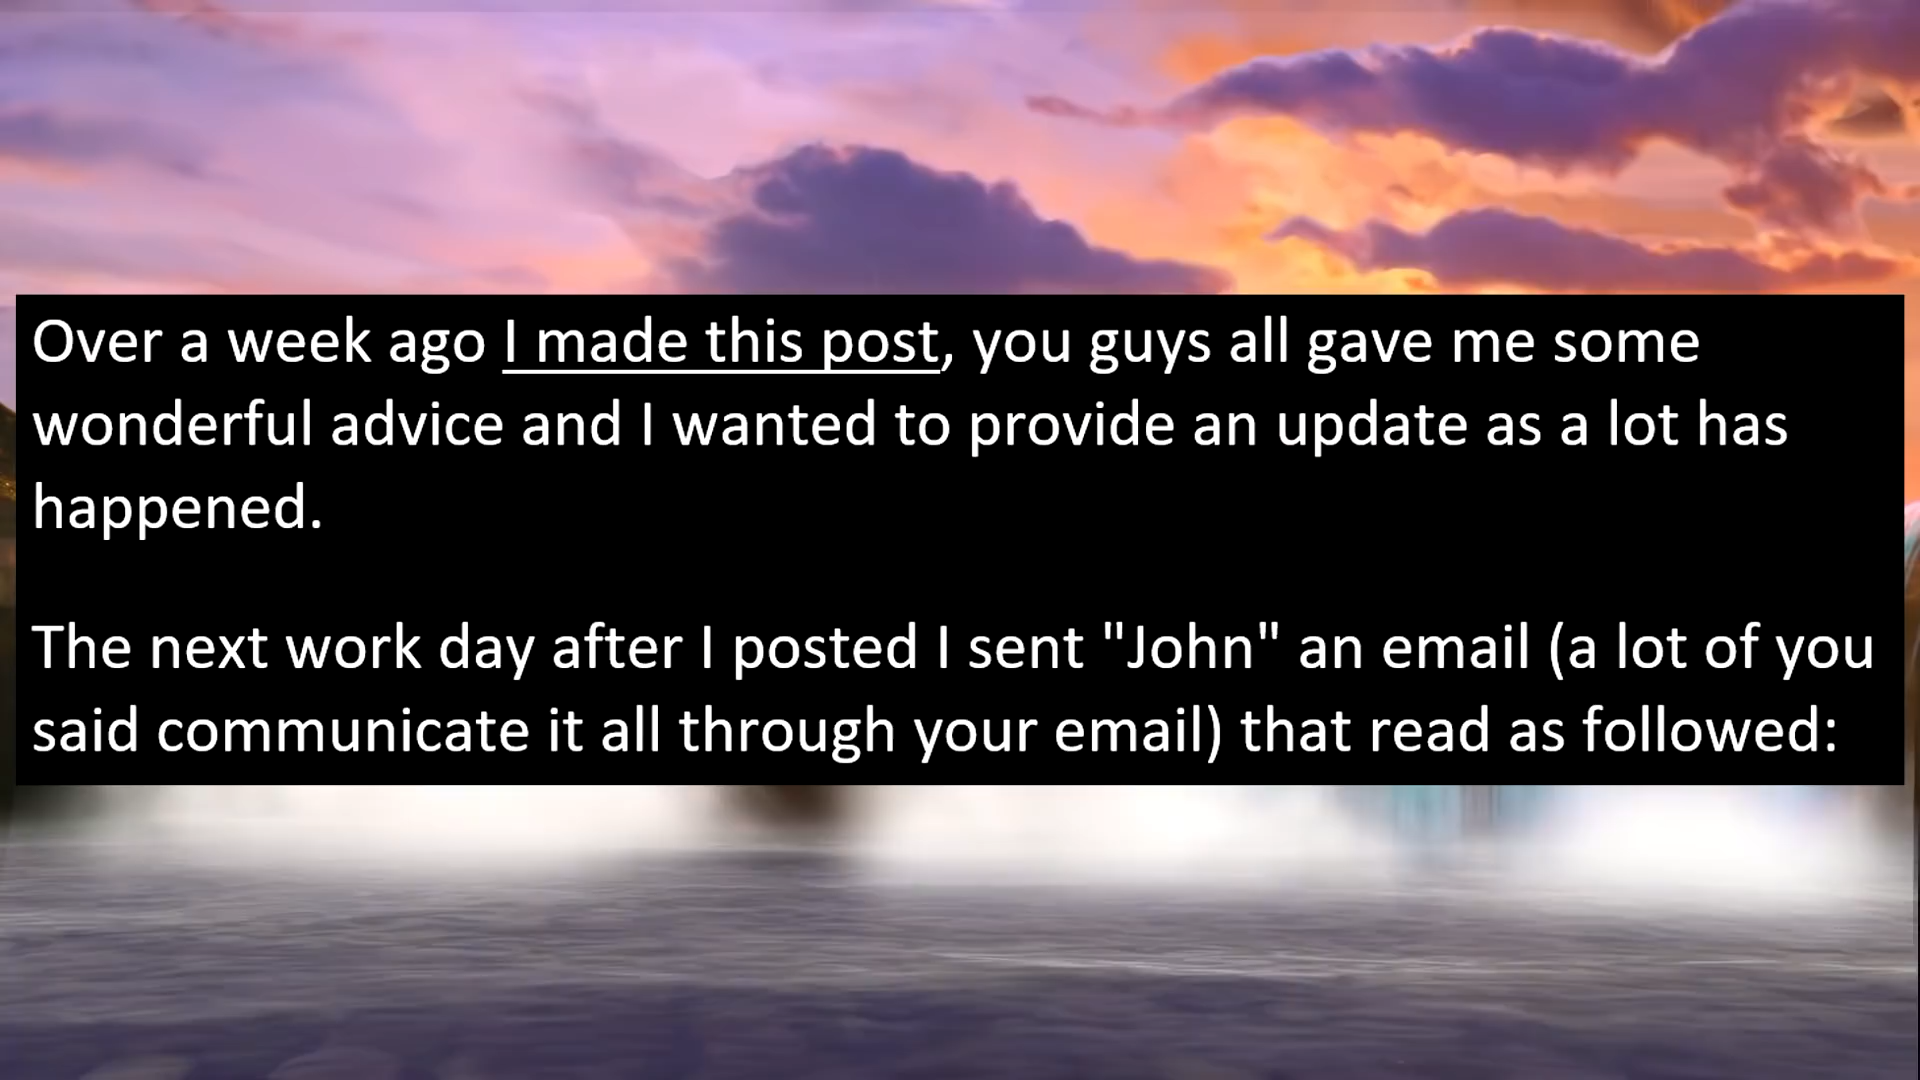 Over a week ago I made this post, you guys all gave me some
wonderful advice and I wanted to provide an update as a lot has
happened.
The next work day after I posted I sent "John" an email (a lot of you
said communicate it all through your email) that read as followed: